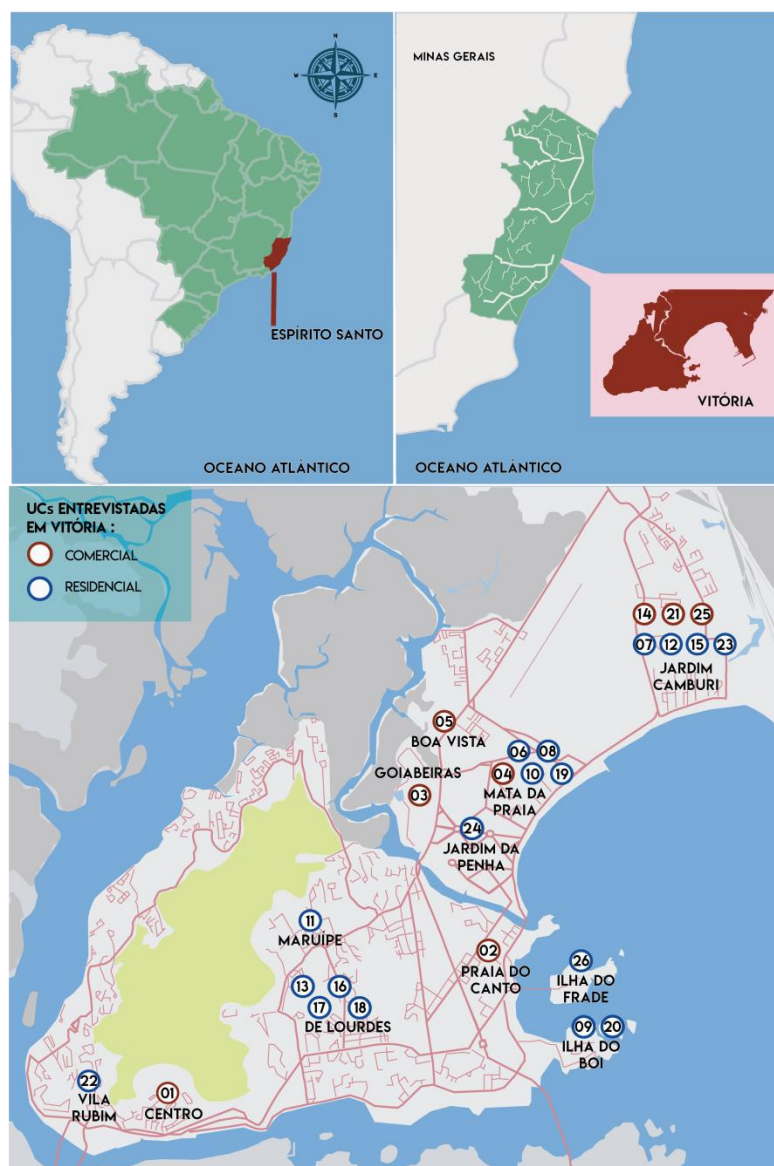 N
W
E
S
ESPÍRITO SANTO
OCEANO ATLÂNTICO
MINAS GERAIS
VITÓRIA
OCEANO ATLÂNTICO
UCs ENTREVISTADAS
EM VITÓRIA :
COMERCIAL
RESIDENCIAL
14 21 25
07 12 15 23
JARDIM
CAMBURI
05
BOA VISTA
06 08
04 10 19
MATA DA
PRAIA
GOIABEIRAS
03
24
JARDIM DA
PENHA
11
MARUÍPE
02
PRAIA DO
CANTO
26
ILHA DO
FRADE
13 16
17 18
DE LOURDES
09 20
ILHA DO
BOI
22
VILA
RUBIM
01
CENTRO